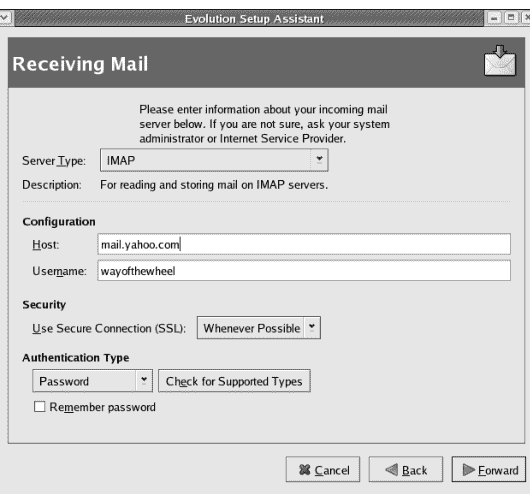 Evolution Setup Assistant
Receiving Mail
Please enter information about your incoming mail
server below. If you are not sure, ask your system
administrator or Internet Service Provider.
Server Type: IMAP
Description: For reading and storing mail on IMAP servers.
Configuration
Host: mail.yahoo.com
Username: wayofthewheel
Security
Use Secure Connection (SSL): Whenever Possible
Authentication Type
Password Check for Supported Types
Remember password
Cancel Back Forward